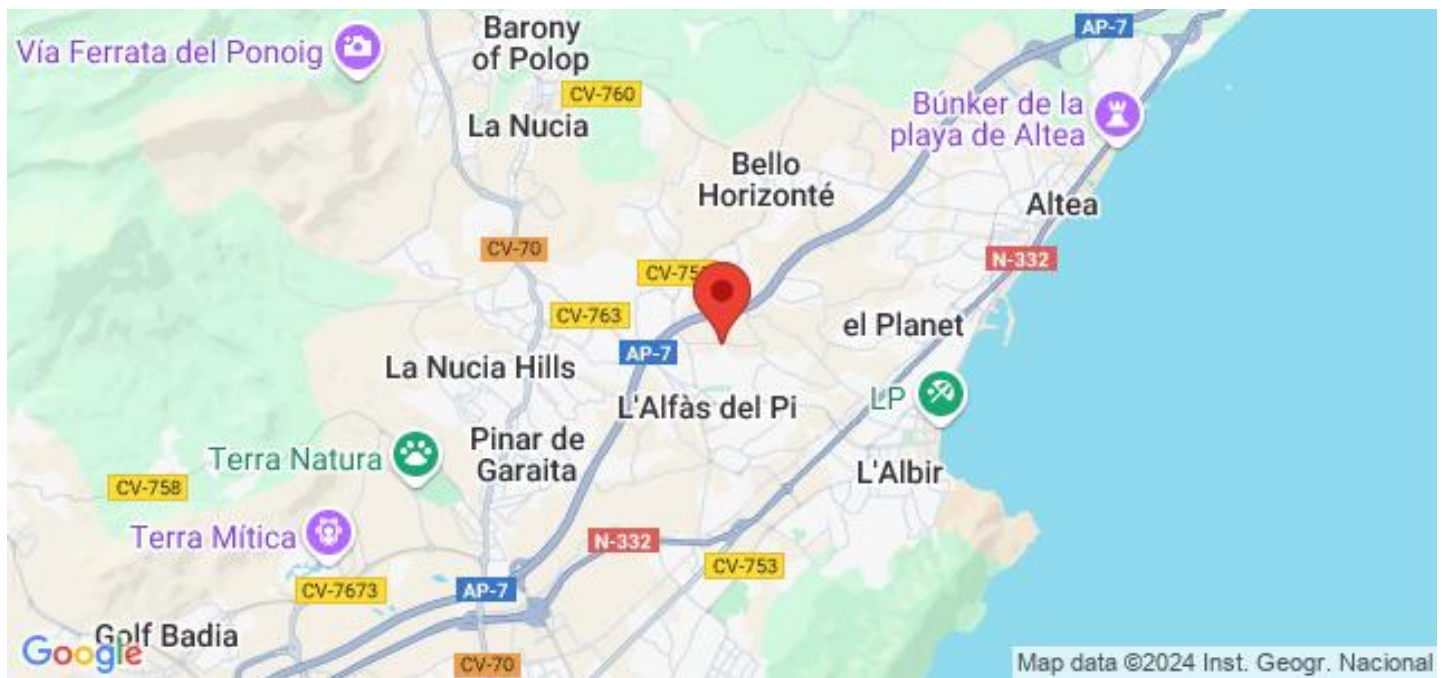 Vía Ferrata del Ponoig
Barony
of Polop
AP-7
CV-760
La Nucia
Búnker de la
playa de Altea
Bello
Horizonté
Altea
CV-70
N-332
CV-75
CV-763
el Planet
AP-7
La Nucia Hills
LP
L'Alfàs del Pi
Pinar de
Garaita
Terra Natura
L'Albir
CV-758
Terra Mítica
N-332
CV-753
CV-7673
AP-7
Golf Badia
Google
CV-70
Map data ©2024 Inst. Geogr. Nacional